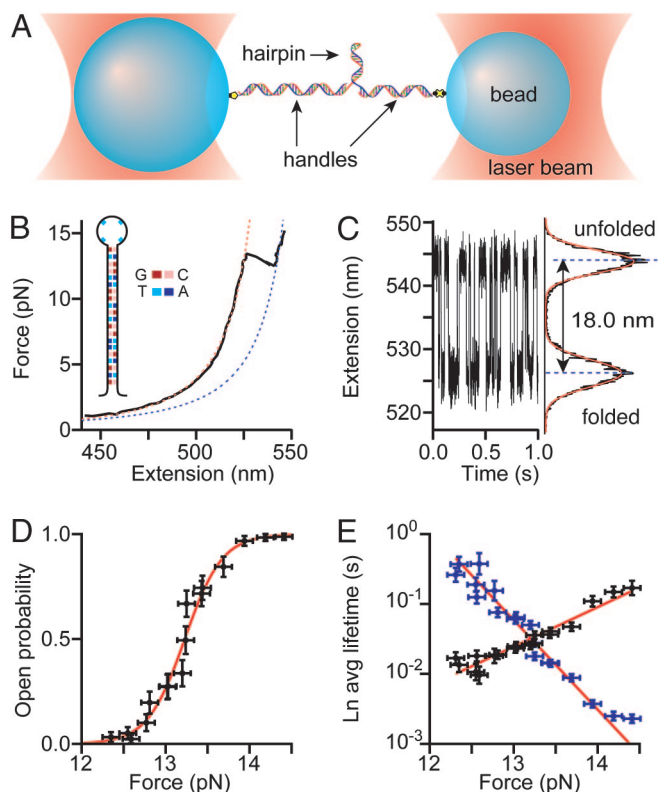 A
hairpin
handles
bead
laser beam
B
Force (pN)
15
10
5
0
G C
T A
450 500 550
Extension (nm)
C
Extension (nm)
550
540
530
520
0.0 0.5 1.0
Time (s)
unfolded
18.0 nm
folded
D
Open probability
1.0
0.5
0.0
12 13 14
Force (pN)
E
Ln avg lifetime (s)
10⁰
10⁻¹
10⁻²
10⁻³
12 13 14
Force (pN)